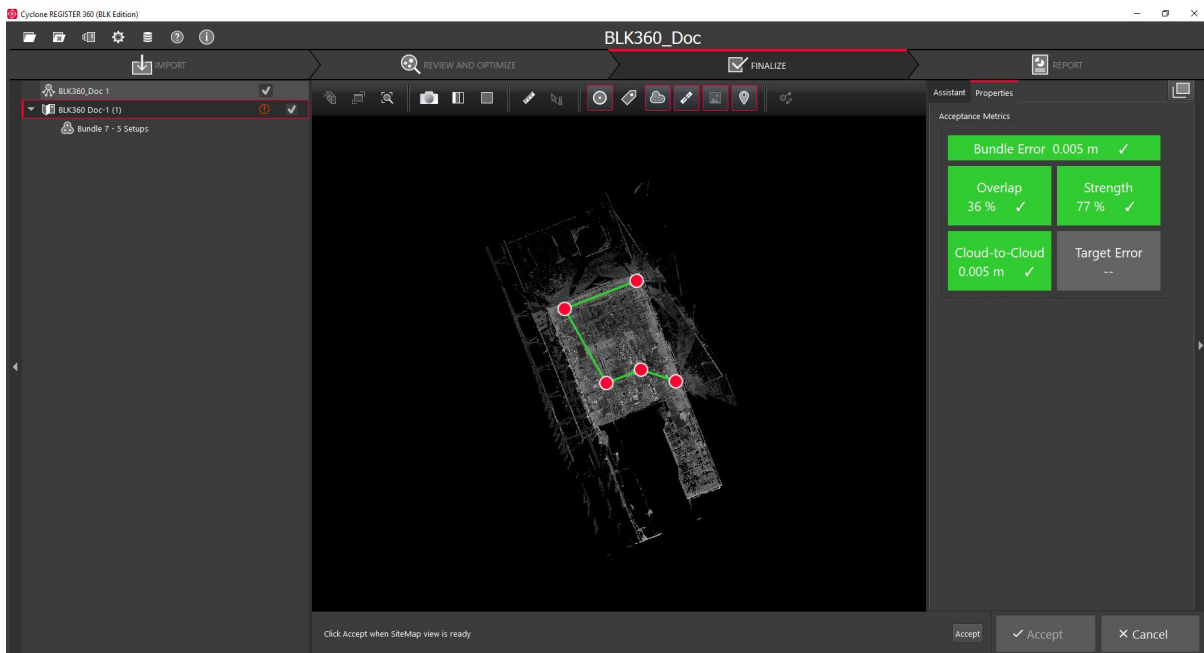 Cyclone REGISTER 360 (BLK Edition)
BLK360_Doc
IMPORT
REVIEW AND OPTIMIZE
FINALIZE
REPORT
BLK360_Doc 1
BLK360 Doc-1 (1)
Bundle 7 - 5 Setups
Assistant Properties
Acceptance Metrics
Bundle Error 0.005 m ✓
Overlap
36 % ✓
Strength
77 % ✓
Cloud-to-Cloud
0.005 m ✓
Target Error
--
Click Accept when SiteMap view is ready
Accept
✓ Accept
✕ Cancel